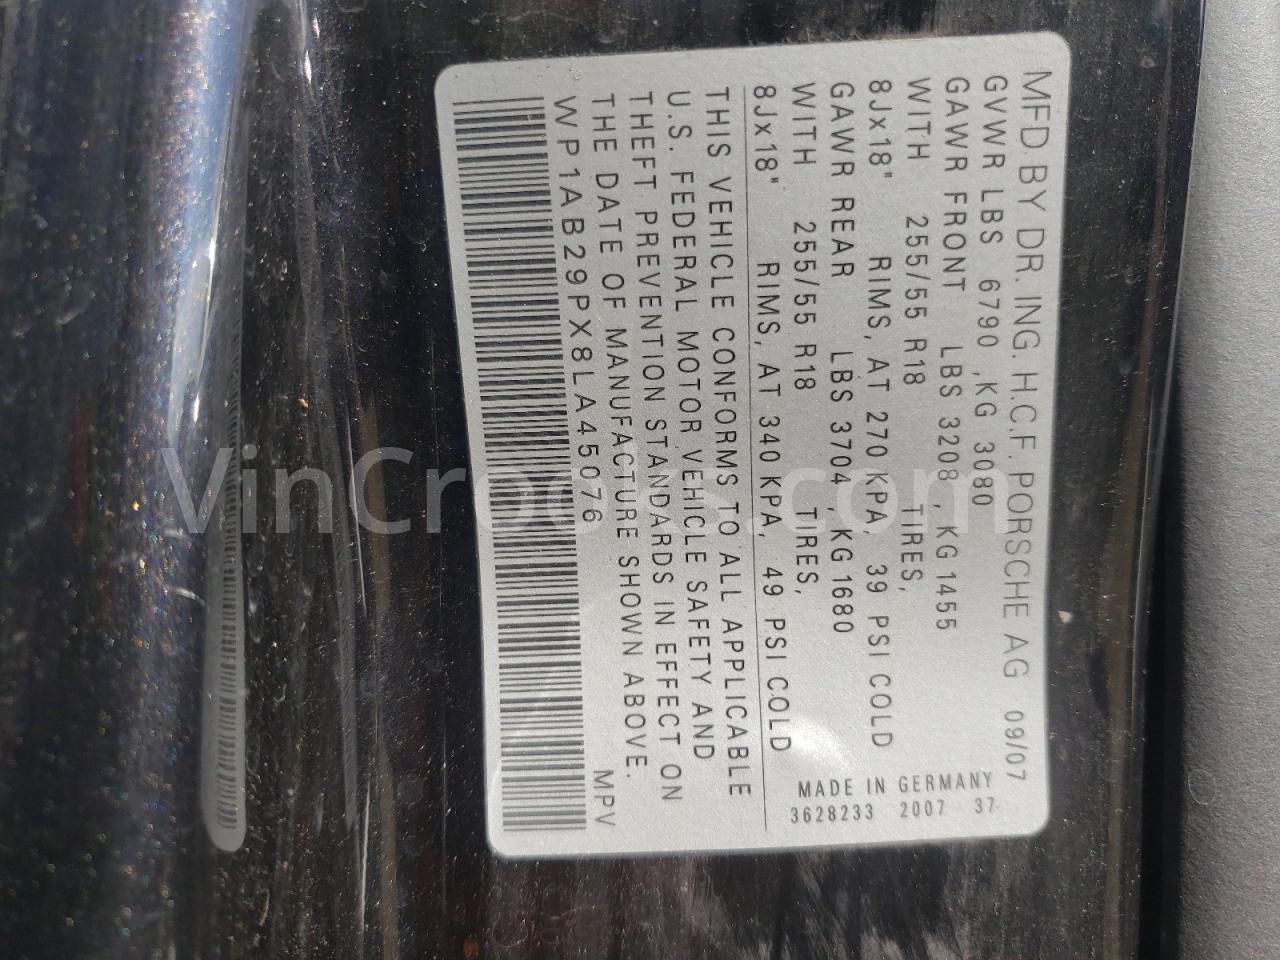 MFD BY DR. ING. H.C.F. PORSCHE AG 09/07
GVWR LBS 6790 ,KG 3080
GAWR FRONT LBS 3208 ,KG 1455
WITH 255/55 R18 TIRES,
8Jx18" RIMS, AT 270 KPA, 39 PSI COLD
GAWR REAR LBS 3704 ,KG 1680
WITH 255/55 R18 TIRES,
8Jx18" RIMS, AT 340 KPA, 49 PSI COLD
MADE IN GERMANY
3628233 2007 37
THIS VEHICLE CONFORMS TO ALL APPLICABLE
U.S. FEDERAL MOTOR VEHICLE SAFETY AND
THEFT PREVENTION STANDARDS IN EFFECT ON
THE DATE OF MANUFACTURE SHOWN ABOVE.
WP1AB29PX8LA45076 MPV
VinCrooks.com